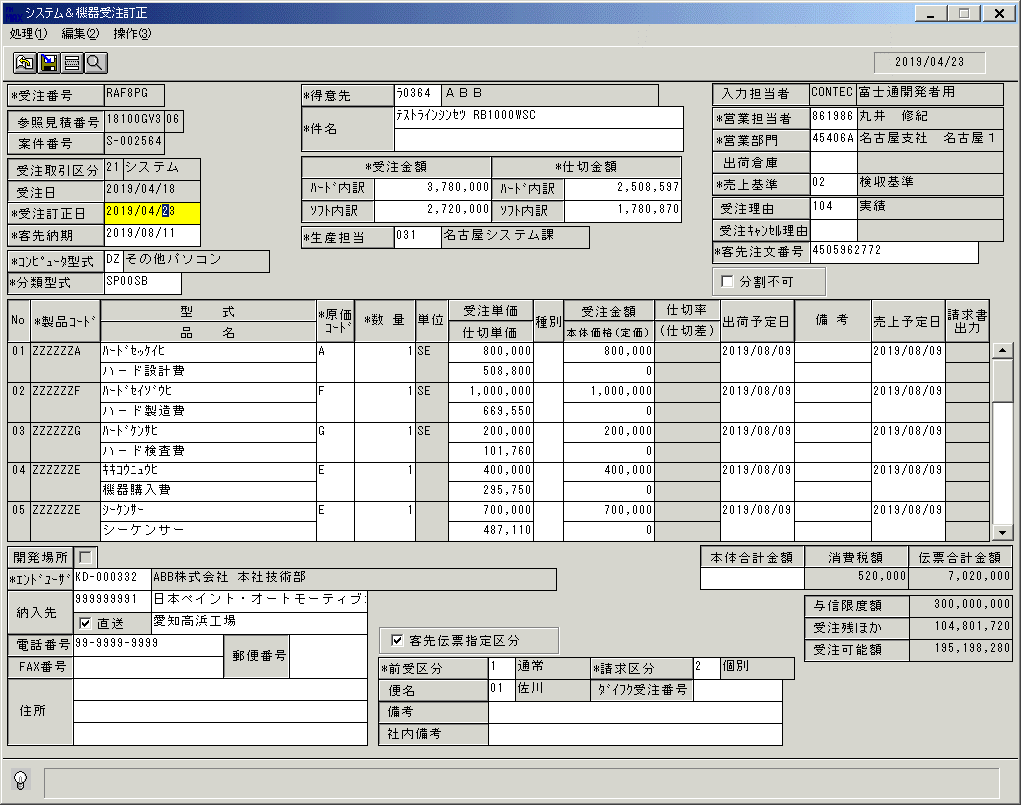 システム＆機器受注訂正
処理(1) 編集(2) 操作(3)
2019/04/23
*受注番号 RAF8PG
参照見積番号 18100GV3 06
案件番号 S-002564
受注取引区分 21 システム
受注日 2019/04/18
*受注訂正日 2019/04/23
*客先納期 2019/08/11
*ｺﾝﾋﾟｭｰﾀ型式 DZ その他パソコン
*分類型式 SP00SB
*得意先 ﾗ0364 ＡＢＢ
*件名 ﾃｽﾄﾗｲﾝｼﾝｾﾂ RB1000WSC
*受注金額 *仕切金額
ﾊｰﾄﾞ内訳 3,780,000 ﾊｰﾄﾞ内訳 2,508,597
ｿﾌﾄ内訳 2,720,000 ｿﾌﾄ内訳 1,780,870
*生産担当 031 名古屋システム課
入力担当者 CONTEC 富士通開発者用
*営業担当者 861986 丸井 修紀
*営業部門 45406A 名古屋支社 名古屋１
出荷倉庫
*売上基準 02 検収基準
受注理由 104 実績
受注ｷｬﾝｾﾙ理由
*客先注文番号 4505962772
分割不可
No *製品ｺｰﾄﾞ 型 式 *原価ｺｰﾄﾞ *数 量 単位 受注単価 種別 受注金額 仕切率 出荷予定日 備 考 売上予定日 請求書出力
品 名 仕切単価 本体価格(定価) (仕切差)
01 ZZZZZZA ﾊｰﾄﾞｾｯｹｲﾋ A 1 SE 800,000 800,000 2019/08/09 2019/08/09
ハード設計費 508,800 0
02 ZZZZZZF ﾊｰﾄﾞｾｲｿﾞｳﾋ F 1 SE 1,000,000 1,000,000 2019/08/09 2019/08/09
ハード製造費 669,550 0
03 ZZZZZZG ﾊｰﾄﾞｹﾝｻﾋ G 1 SE 200,000 200,000 2019/08/09 2019/08/09
ハード検査費 101,760 0
04 ZZZZZZE ｷｷｺｳﾆｭｳﾋ E 1 400,000 400,000 2019/08/09 2019/08/09
機器購入費 295,750 0
05 ZZZZZZE ｼｰｹﾝｻｰ E 1 700,000 700,000 2019/08/09 2019/08/09
シーケンサー 487,110 0
開発場所
*ｴﾝﾄﾞﾕｰｻﾞ KD-000332 ABB株式会社 本社技術部
納入先 999999991 日本ペイント・オートモーティブ
直送 愛知高浜工場
電話番号 99-9999-9999 郵便番号
FAX番号
住所
本体合計金額 消費税額 伝票合計金額
520,000 7,020,000
与信限度額 300,000,000
受注残ほか 104,801,720
受注可能額 195,198,280
客先伝票指定区分
*前受区分 1 通常 *請求区分 2 個別
便名 01 佐川 ﾀﾞｲﾌｸ受注番号
備考
社内備考